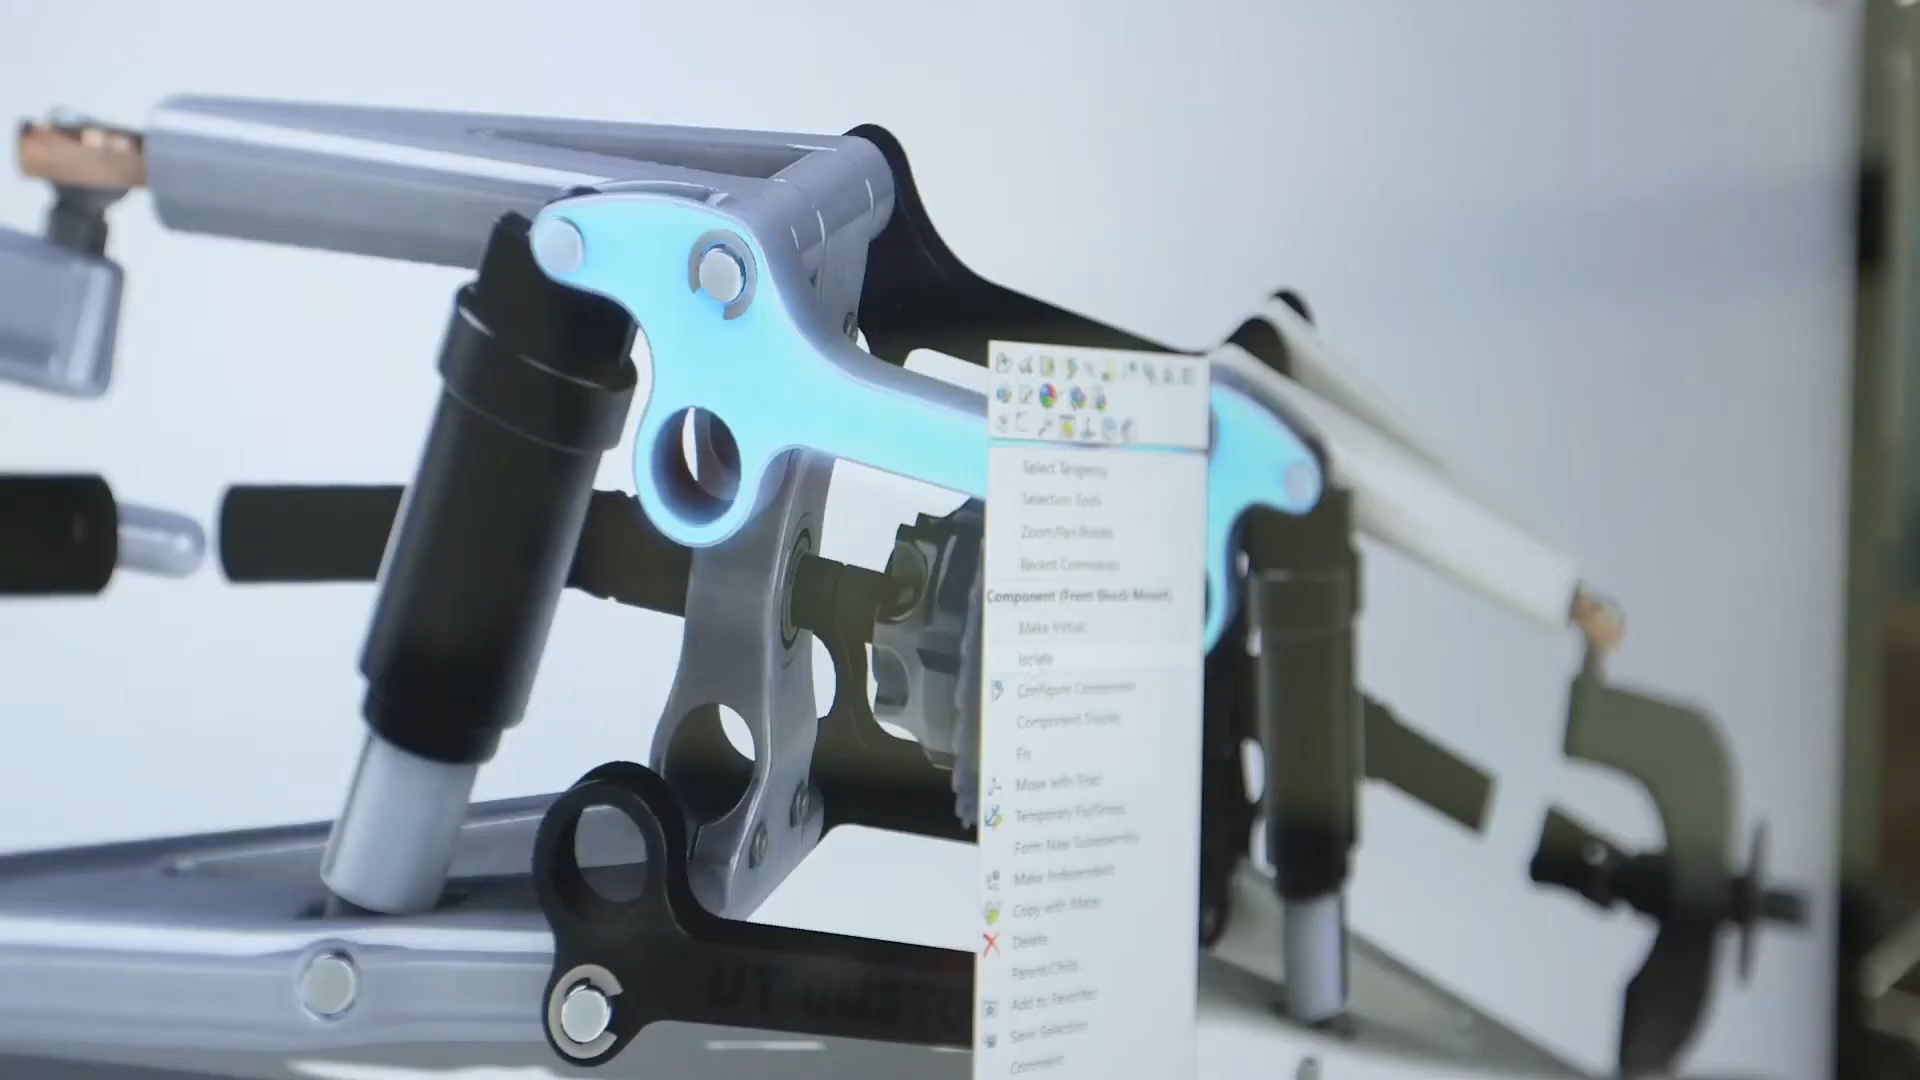 Select Tangency
Selection Tools
Zoom/Pan/Rotate
Recent Commands
Component (Front Shock Mount)
Make Virtual
Isolate
Configure Component
Component Display
Fix
Move with Triad
Temporary Fix/Group
Form New Subassembly
Make Independent
Copy with Mates
Delete
Parent/Child...
Add to Favorites
Save Selection
Comment
UT CUSTO